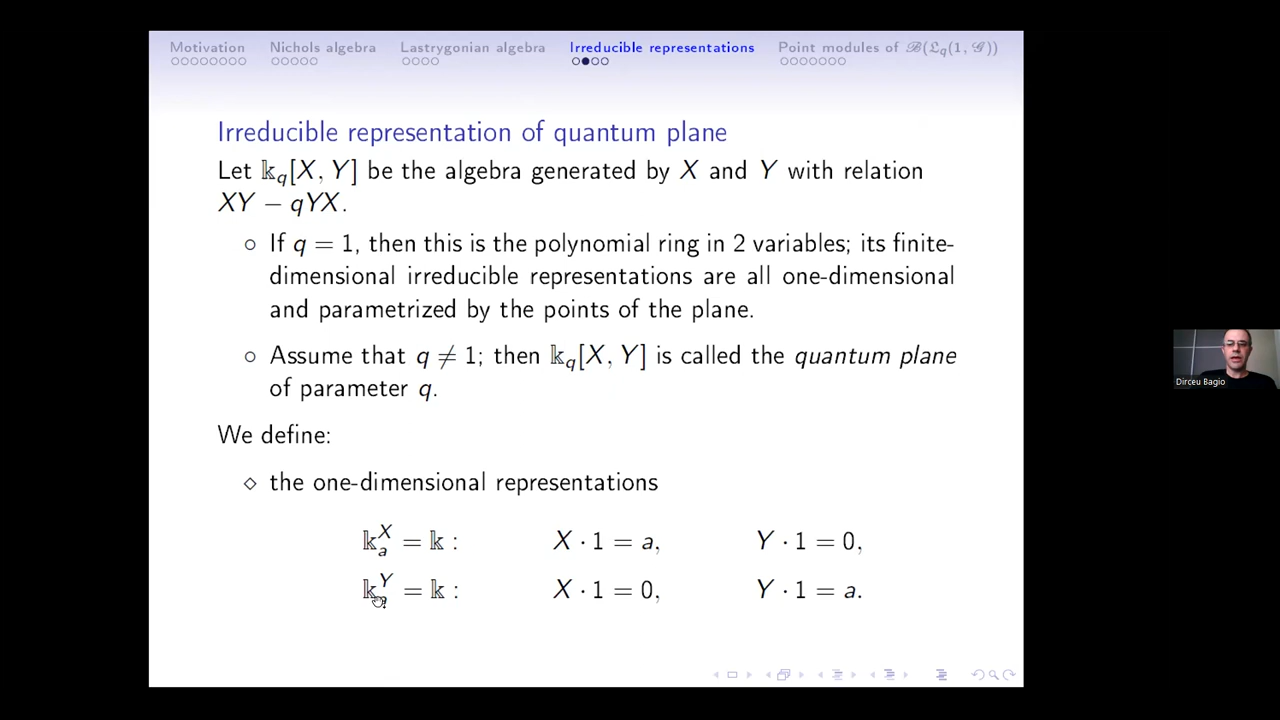 Motivation Nichols algebra Lastrygonian algebra Irreducible representations Point modules of ℬ(𝔏_q(1, 𝒢))
Irreducible representation of quantum plane
Let 𝕜_q[X, Y] be the algebra generated by X and Y with relation
XY − qYX.
○ If q = 1, then this is the polynomial ring in 2 variables; its finite-
dimensional irreducible representations are all one-dimensional
and parametrized by the points of the plane.
○ Assume that q ≠ 1; then 𝕜_q[X, Y] is called the quantum plane
of parameter q.
We define:
◇ the one-dimensional representations
𝕜_a^X = 𝕜 : X · 1 = a, Y · 1 = 0,
𝕜_a^Y = 𝕜 : X · 1 = 0, Y · 1 = a.
Dirceu Bagio